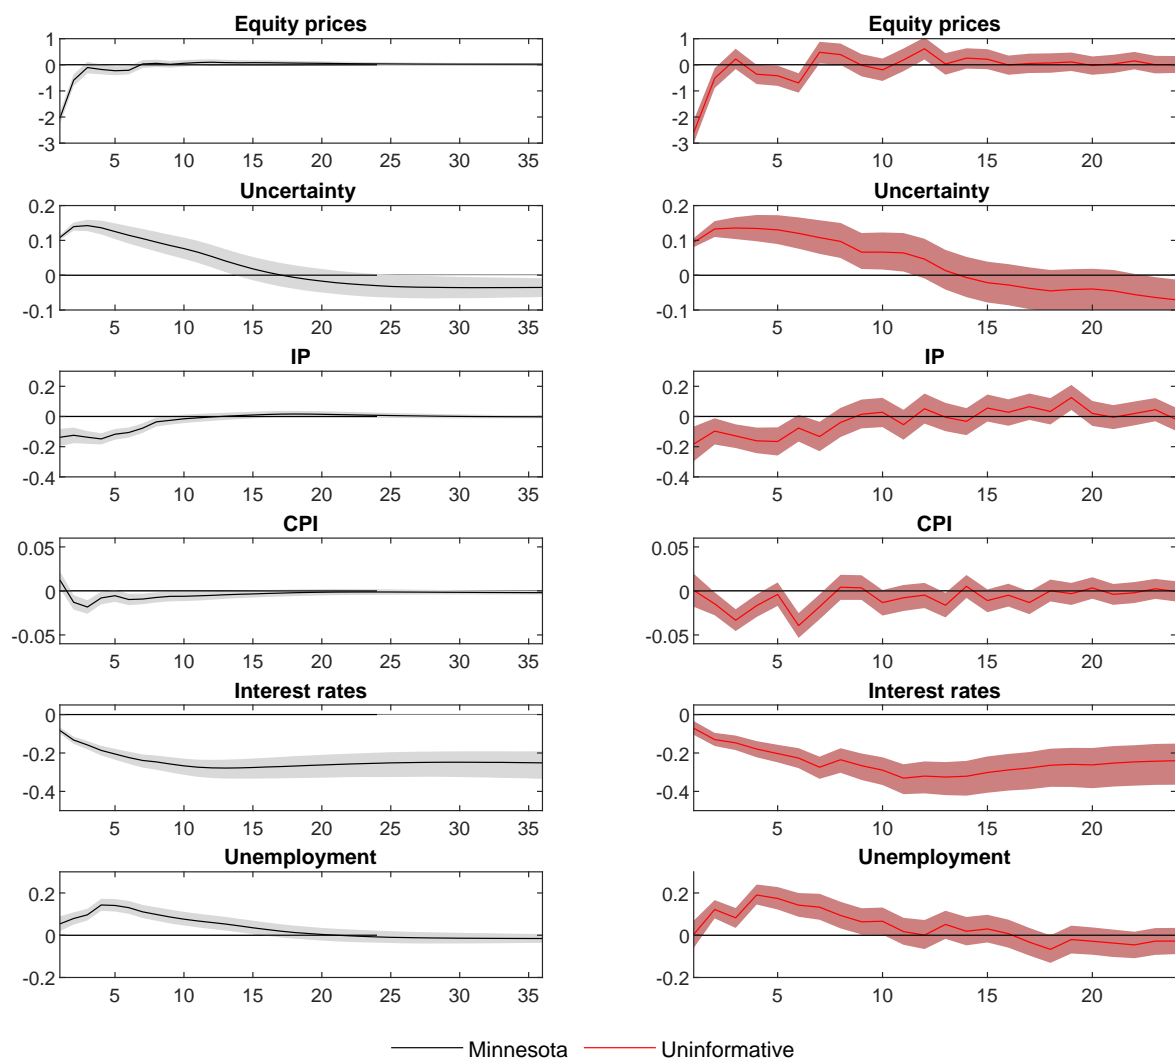 Equity prices
1
0
-1
-2
-3
5 10 15 20 25 30 35
Equity prices
1
0
-1
-2
-3
5 10 15 20
Uncertainty
0.2
0.1
0
-0.1
5 10 15 20 25 30 35
Uncertainty
0.2
0.1
0
-0.1
5 10 15 20
IP
0.2
0
-0.2
-0.4
5 10 15 20 25 30 35
IP
0.2
0
-0.2
-0.4
5 10 15 20
CPI
0.05
0
-0.05
5 10 15 20 25 30 35
CPI
0.05
0
-0.05
5 10 15 20
Interest rates
0
-0.2
-0.4
5 10 15 20 25 30 35
Interest rates
0
-0.2
-0.4
5 10 15 20
Unemployment
0.2
0
-0.2
5 10 15 20 25 30 35
Unemployment
0.2
0
-0.2
5 10 15 20
Minnesota Uninformative